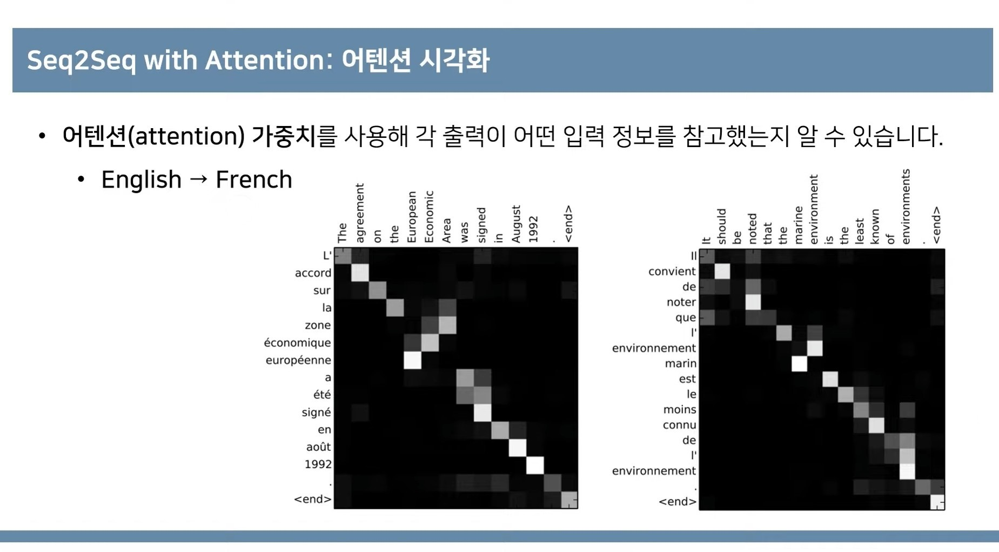 Seq2Seq with Attention: 어텐션 시각화
• 어텐션(attention) 가중치를 사용해 각 출력이 어떤 입력 정보를 참고했는지 알 수 있습니다.
• English → French
The
agreement
on
the
European
Economic
Area
was
signed
in
August
1992
.
<end>
L'
accord
sur
la
zone
économique
européenne
a
été
signé
en
août
1992
.
<end>
It
should
be
noted
that
the
marine
environment
is
the
least
known
of
environments
.
<end>
Il
convient
de
noter
que
l'
environnement
marin
est
le
moins
connu
de
l'
environnement
.
<end>